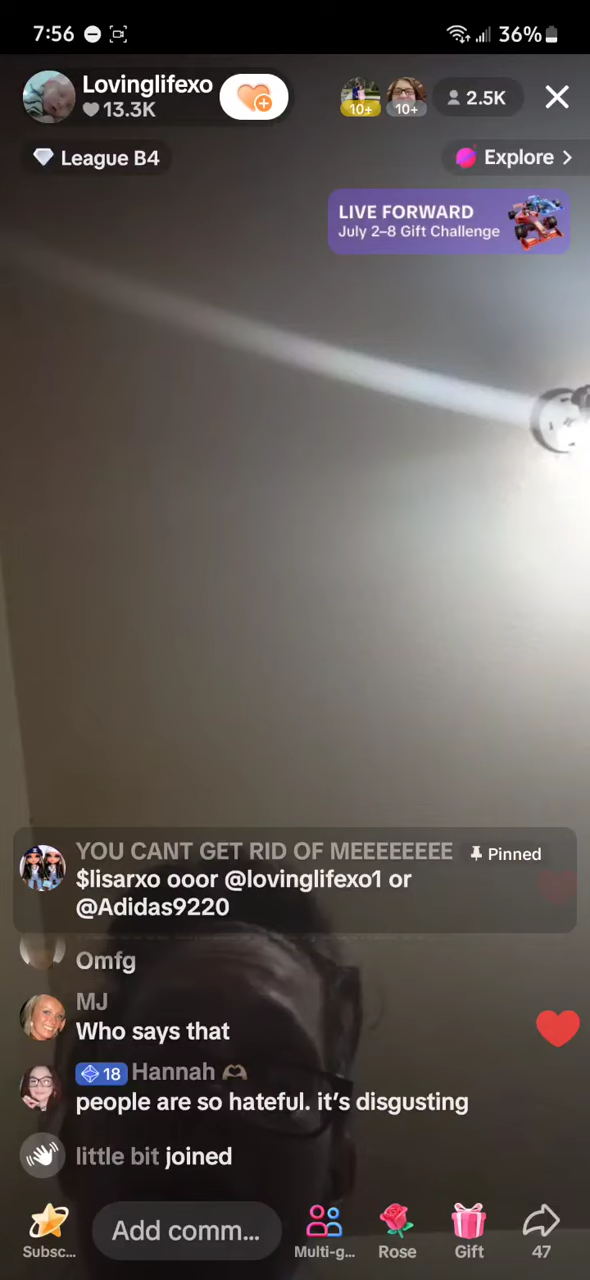 7:56
36%
Lovinglifexo
13.3K
10+
10+
2.5K
League B4
Explore >
LIVE FORWARD
July 2–8 Gift Challenge
YOU CANT GET RID OF MEEEEEEEE
Pinned
$lisarxo ooor @lovinglifexo1 or
@Adidas9220
Omfg
MJ
Who says that
18 Hannah 🫶🏽
people are so hateful. it’s disgusting
little bit joined
Add comm...
Subsc...
Multi-g...
Rose
Gift
47